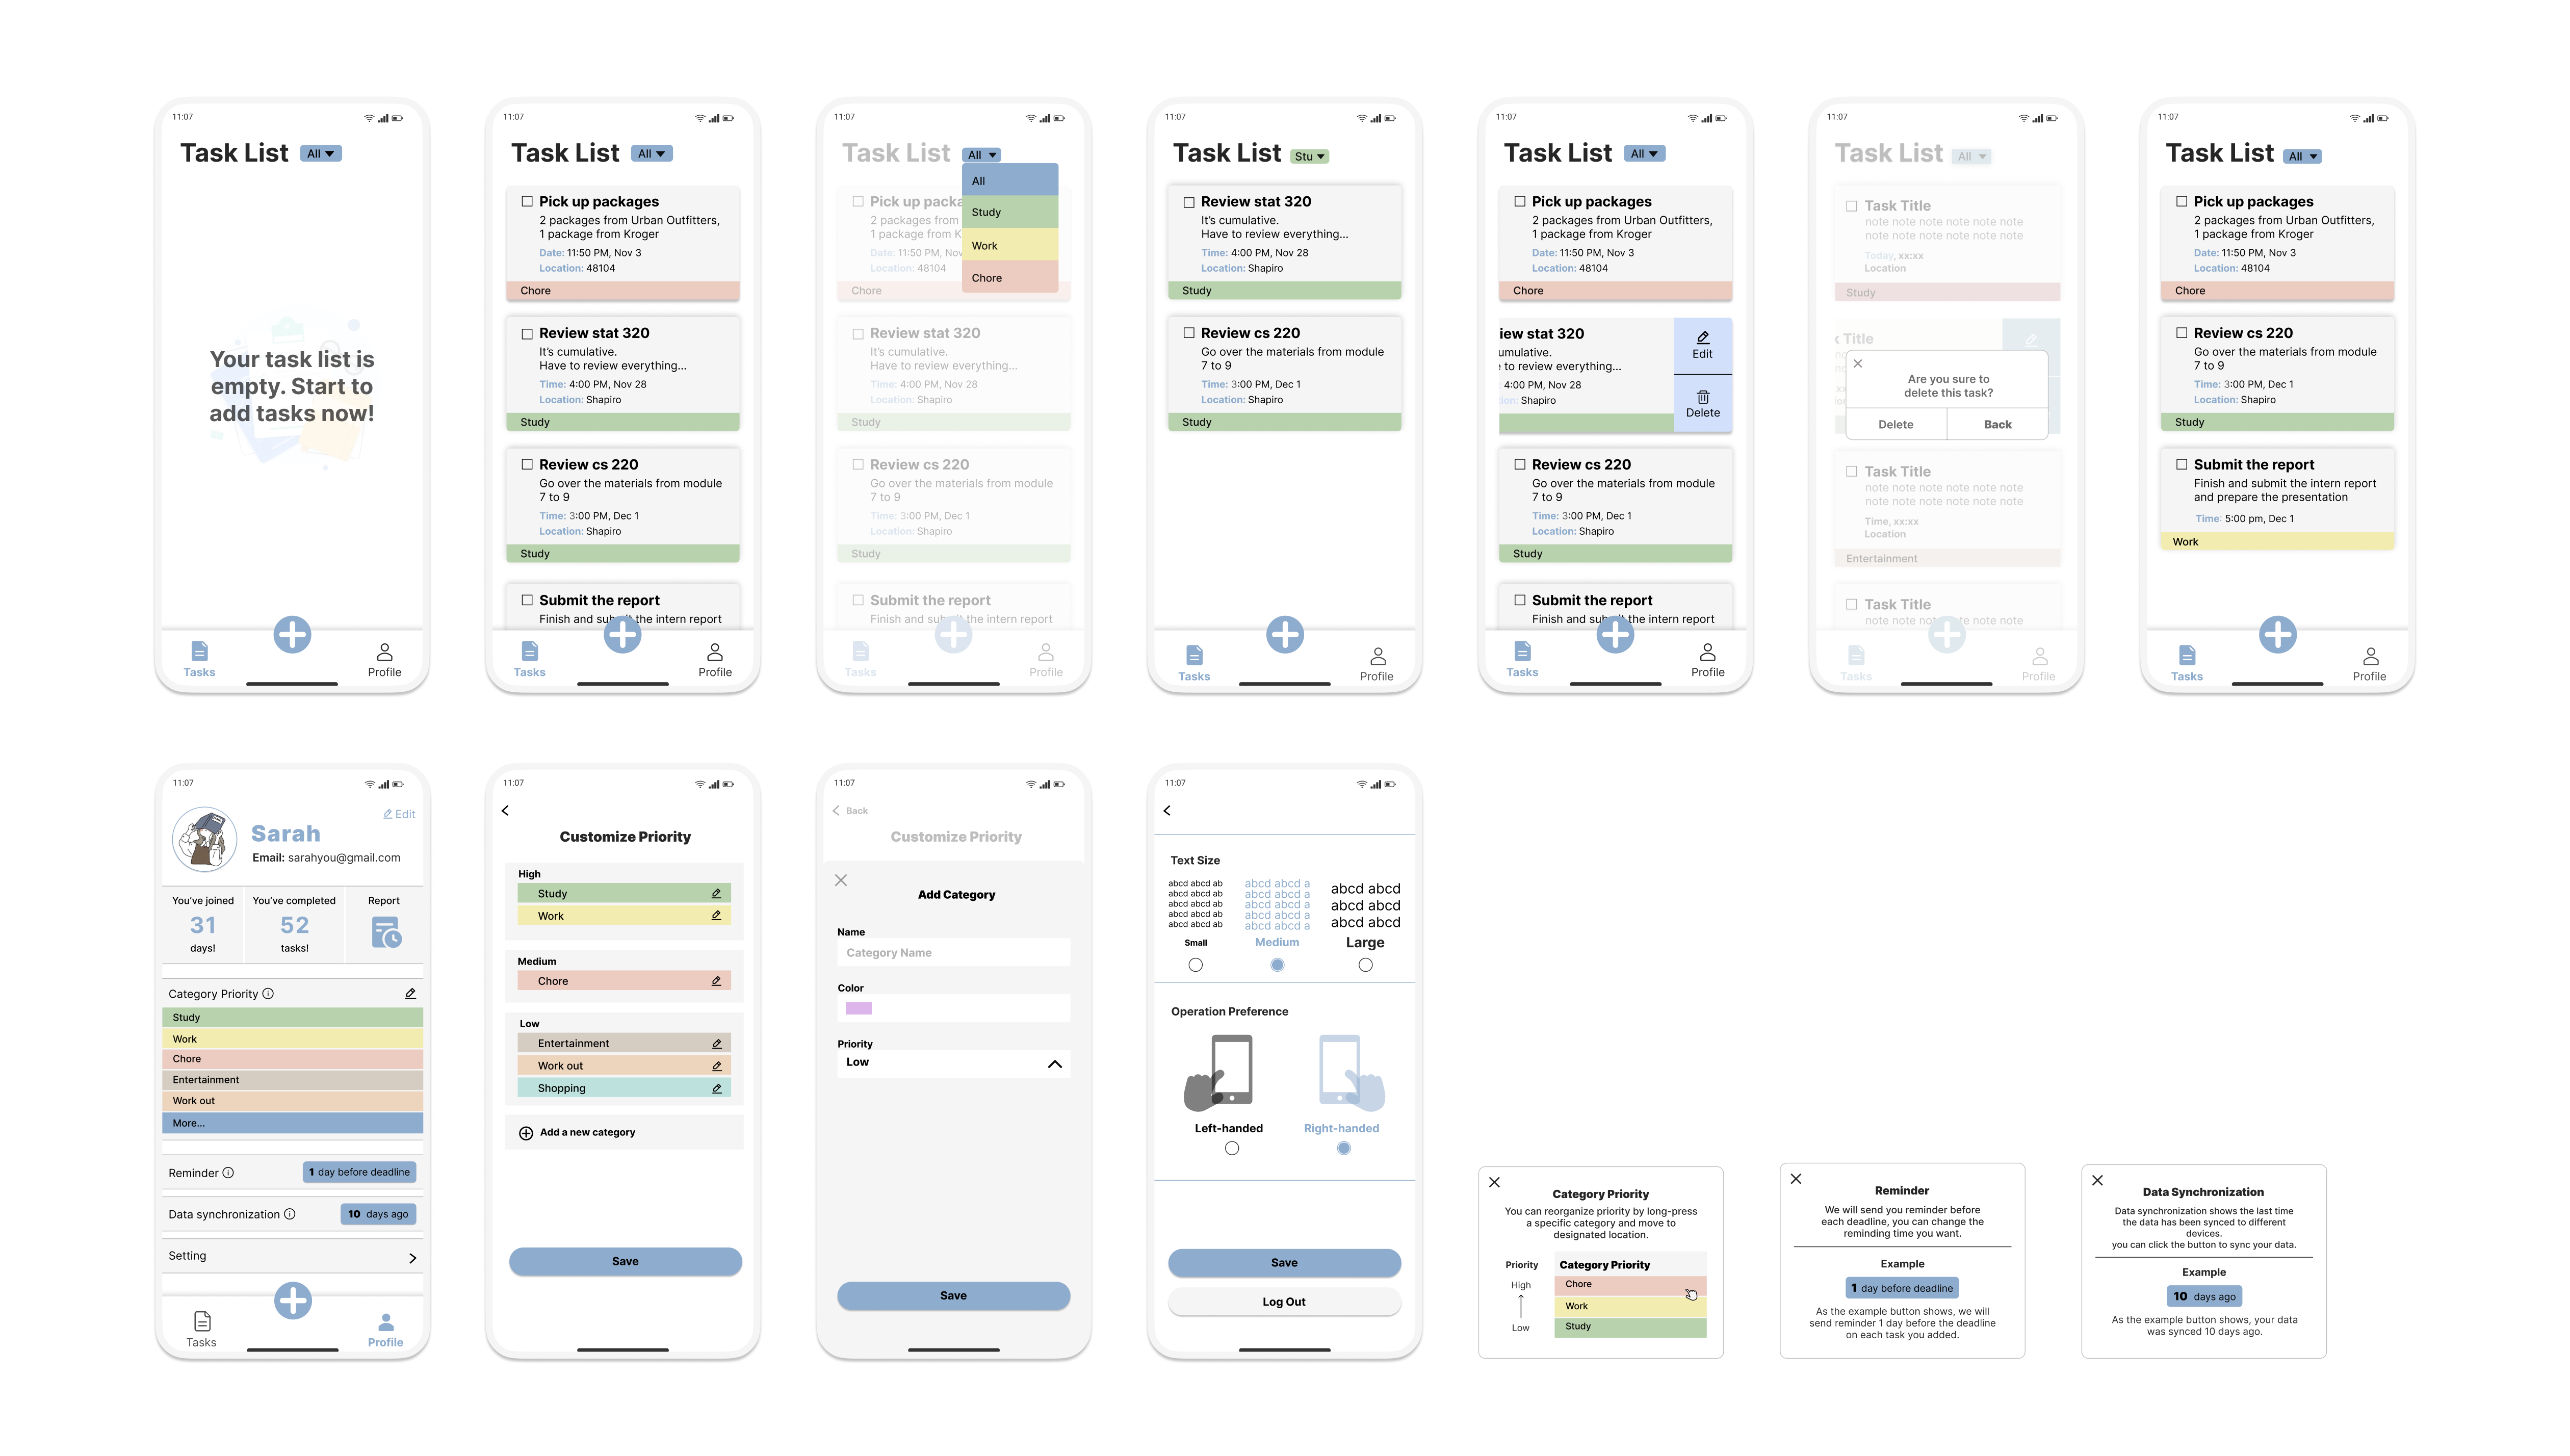 11:07
Task List All
Your task list is
empty. Start to
add tasks now!
Tasks
Profile
11:07
Task List All
Pick up packages
2 packages from Urban Outfitters,
1 package from Kroger
Date: 11:50 PM, Nov 3
Location: 48104
Chore
Review stat 320
It's cumulative.
Have to review everything...
Time: 4:00 PM, Nov 28
Location: Shapiro
Study
Review cs 220
Go over the materials from module
7 to 9
Time: 3:00 PM, Dec 1
Location: Shapiro
Study
Submit the report
Finish and submit the intern report
Tasks
Profile
11:07
Task List All
All
Study
Work
Chore
Pick up packa
2 packages from
1 package from K
Date: 11:50 PM, Nov
Location: 48104
Chore
Review stat 320
It's cumulative.
Have to review everything...
Time: 4:00 PM, Nov 28
Location: Shapiro
Study
Review cs 220
Go over the materials from module
7 to 9
Time: 3:00 PM, Dec 1
Location: Shapiro
Study
Submit the report
Finish and submit the intern report
Tasks
Profile
11:07
Task List Stu
Review stat 320
It's cumulative.
Have to review everything...
Time: 4:00 PM, Nov 28
Location: Shapiro
Study
Review cs 220
Go over the materials from module
7 to 9
Time: 3:00 PM, Dec 1
Location: Shapiro
Study
Tasks
Profile
11:07
Task List All
Pick up packages
2 packages from Urban Outfitters,
1 package from Kroger
Date: 11:50 PM, Nov 3
Location: 48104
Chore
iew stat 320
umulative.
e to review everything...
4:00 PM, Nov 28
ion: Shapiro
Edit
Delete
Review cs 220
Go over the materials from module
7 to 9
Time: 3:00 PM, Dec 1
Location: Shapiro
Study
Submit the report
Finish and submit the intern report
Tasks
Profile
11:07
Task List All
Task Title
note note note note note note note
note note note note note note note
Today, xx:xx
Location
Study
k Title
Are you sure to
delete this task?
Delete
Back
Task Title
note note note note note note note
note note note note note note note
Time, xx:xx
Location
Entertainment
Task Title
note note note note note note note
Tasks
Profile
11:07
Task List All
Pick up packages
2 packages from Urban Outfitters,
1 package from Kroger
Date: 11:50 PM, Nov 3
Location: 48104
Chore
Review cs 220
Go over the materials from module
7 to 9
Time: 3:00 PM, Dec 1
Location: Shapiro
Study
Submit the report
Finish and submit the intern report
and prepare the presentation
Time: 5:00 pm, Dec 1
Work
Tasks
Profile
11:07
Edit
Sarah
Email: sarahyou@gmail.com
You've joined
31
days!
You've completed
52
tasks!
Report
Category Priority
Study
Work
Chore
Entertainment
Work out
More...
Reminder
1 day before deadline
Data synchronization
10 days ago
Setting
Tasks
Profile
11:07
Customize Priority
High
Study
Work
Medium
Chore
Low
Entertainment
Work out
Shopping
Add a new category
Save
11:07
Back
Customize Priority
Add Category
Name
Category Name
Color
Priority
Low
Save
11:07
Text Size
abcd abcd ab
abcd abcd ab
abcd abcd ab
abcd abcd ab
abcd abcd ab
Small
abcd abcd a
abcd abcd a
abcd abcd a
abcd abcd a
abcd abcd a
Medium
abcd abcd
abcd abcd
abcd abcd
Large
Operation Preference
Left-handed
Right-handed
Save
Log Out
Category Priority
You can reorganize priority by long-press
a specific category and move to
designated location.
Priority
High
Low
Category Priority
Chore
Work
Study
Reminder
We will send you reminder before
each deadline, you can change the
reminding time you want.
Example
1 day before deadline
As the example button shows, we will
send reminder 1 day before the deadline
on each task you added.
Data Synchronization
Data synchronization shows the last time
the data has been synced to different
devices.
you can click the button to sync your data.
Example
10 days ago
As the example button shows, your data
was synced 10 days ago.